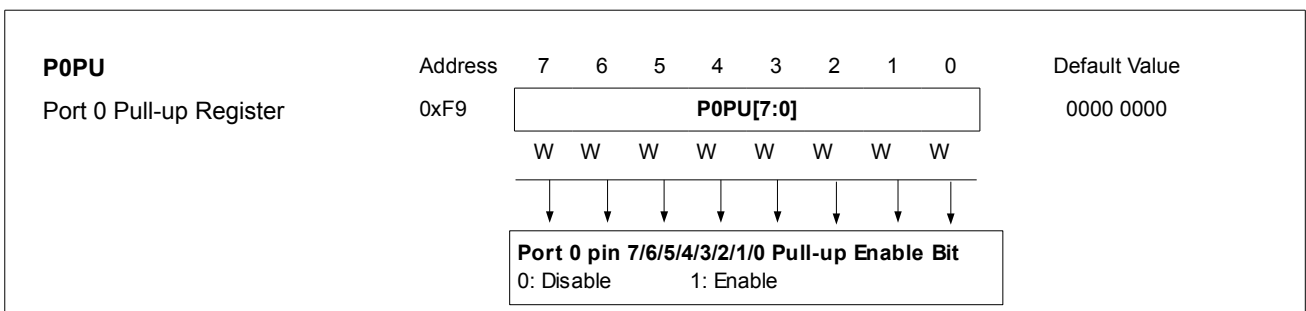 P0PU Address 7 6 5 4 3 2 1 0 Default Value
Port 0 Pull-up Register 0xF9 P0PU[7:0] 0000 0000
W W W W W W W W
Port 0 pin 7/6/5/4/3/2/1/0 Pull-up Enable Bit
0: Disable 1: Enable